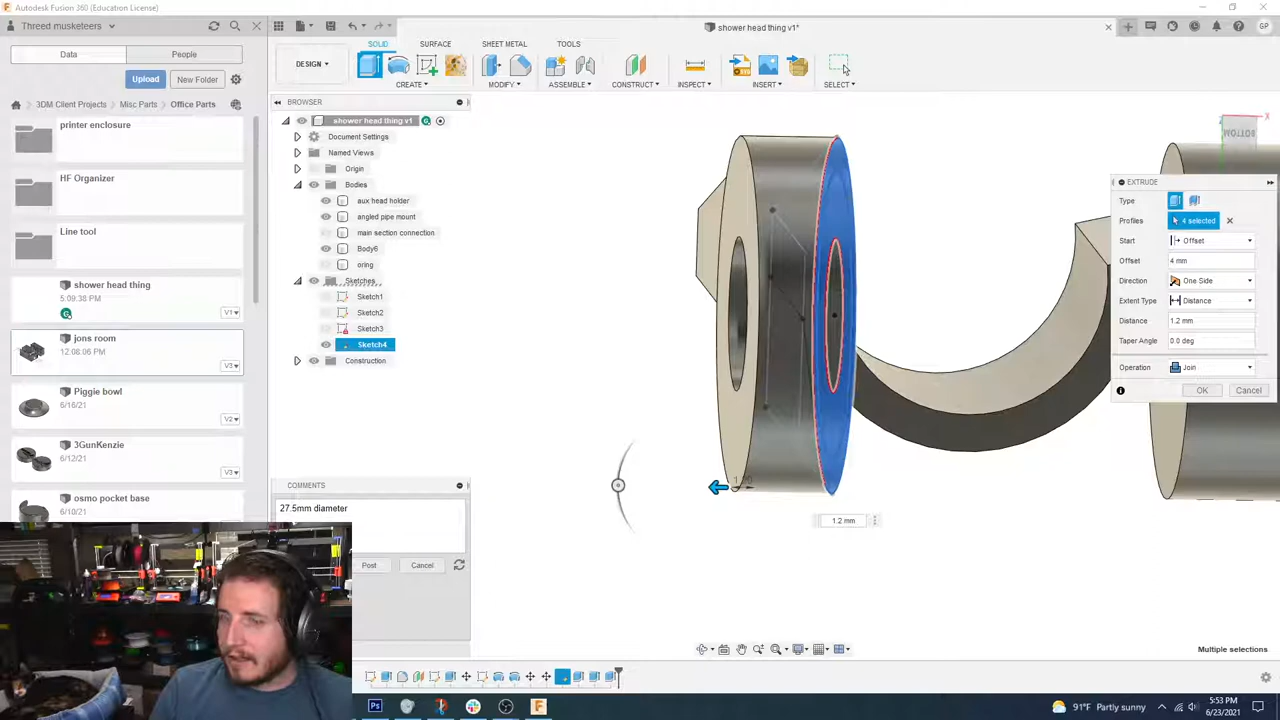 Autodesk Fusion 360 (Education License)
Threed musketeers
shower head thing v1*
GP
Data
People
Upload
New Folder
3DM Client Projects
Misc Parts
Office Parts
printer enclosure
HF Organizer
Line tool
shower head thing
5:09:38 PM
V1
jons room
12:08:06 PM
V3
Piggie bowl
6/16/21
V2
3GunKenzie
6/12/21
V3
osmo pocket base
6/10/21
SOLID
SURFACE
SHEET METAL
TOOLS
DESIGN
CREATE
MODIFY
ASSEMBLE
CONSTRUCT
INSPECT
INSERT
SELECT
BROWSER
shower head thing v1
Document Settings
Named Views
Origin
Bodies
aux head holder
angled pipe mount
main section connection
Body6
oring
Sketches
Sketch1
Sketch2
Sketch3
Sketch4
Construction
BOTTOM
X
EXTRUDE
Type
Profiles
4 selected
Start
Offset
Offset
4 mm
Direction
One Side
Extent Type
Distance
Distance
1.2 mm
Taper Angle
0.0 deg
Operation
Join
OK
Cancel
1.2 mm
COMMENTS
27.5mm diameter
Post
Cancel
Multiple selections
91°F Partly sunny
5:53 PM
6/23/2021